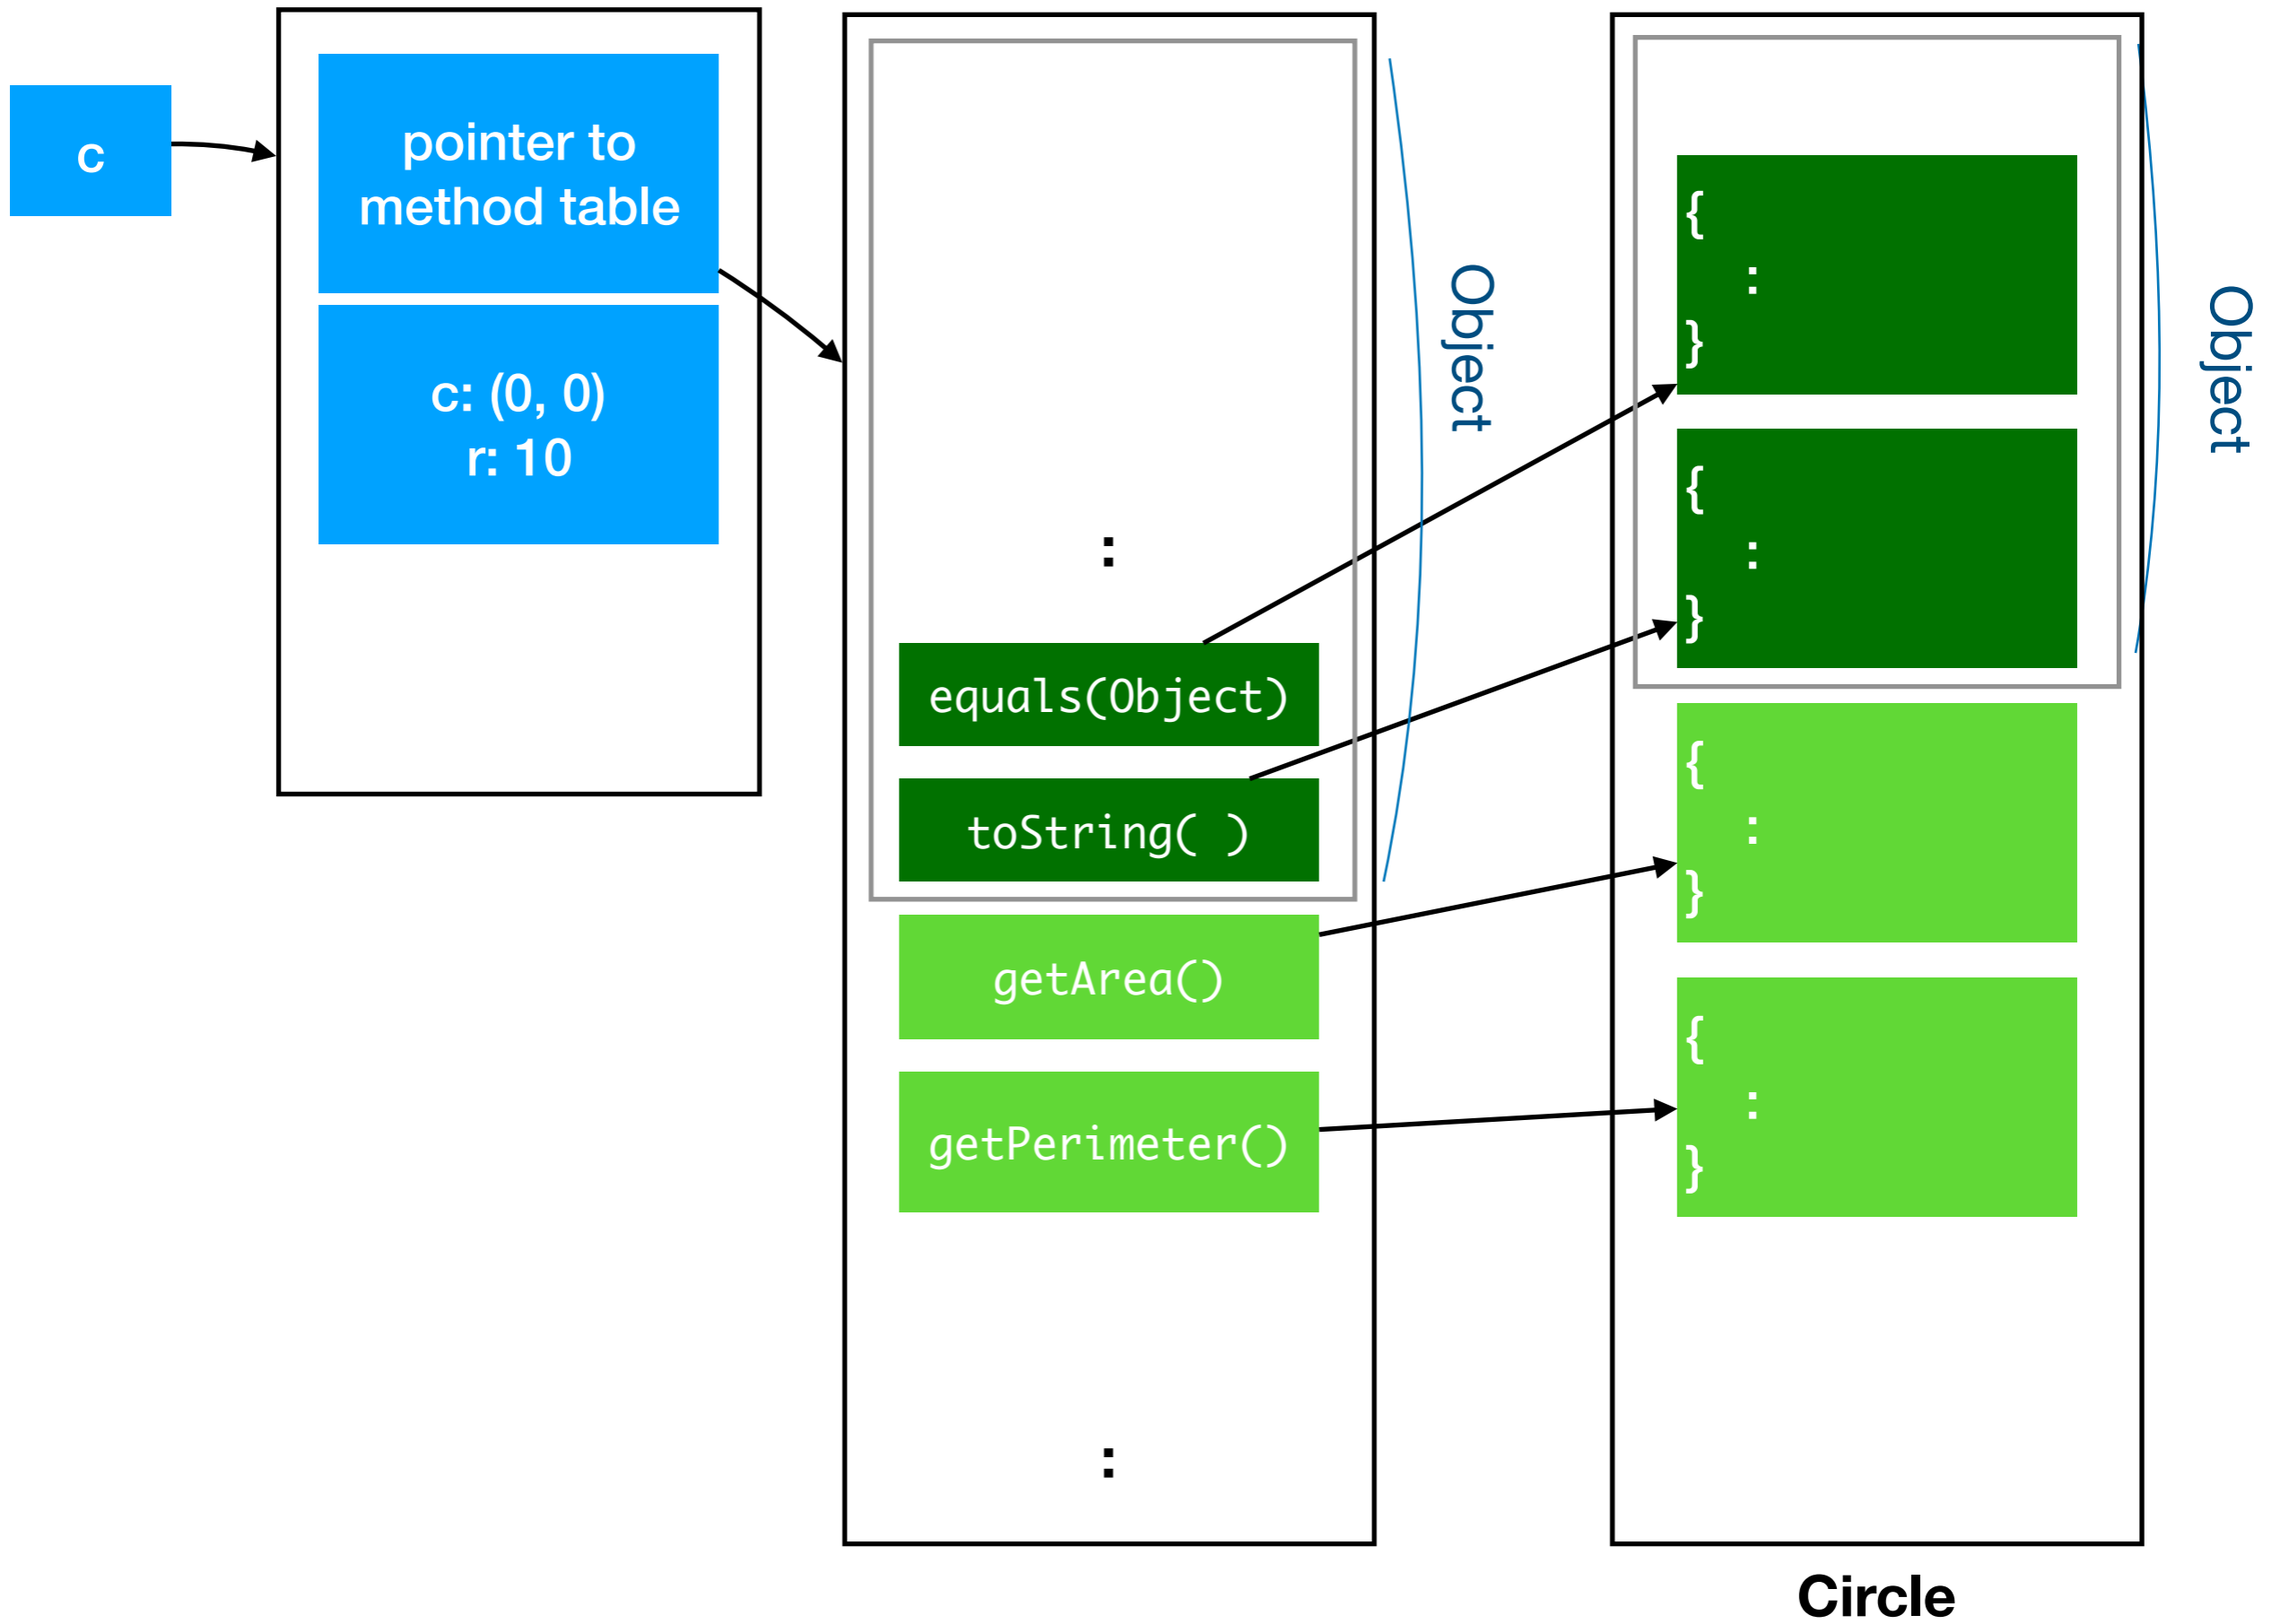 c
pointer to
method table
c: (0, 0)
r: 10
:
equals(Object)
toString( )
getArea()
getPerimeter()
:
Object
{
:
}
{
:
}
{
:
}
{
:
}
Object
Circle